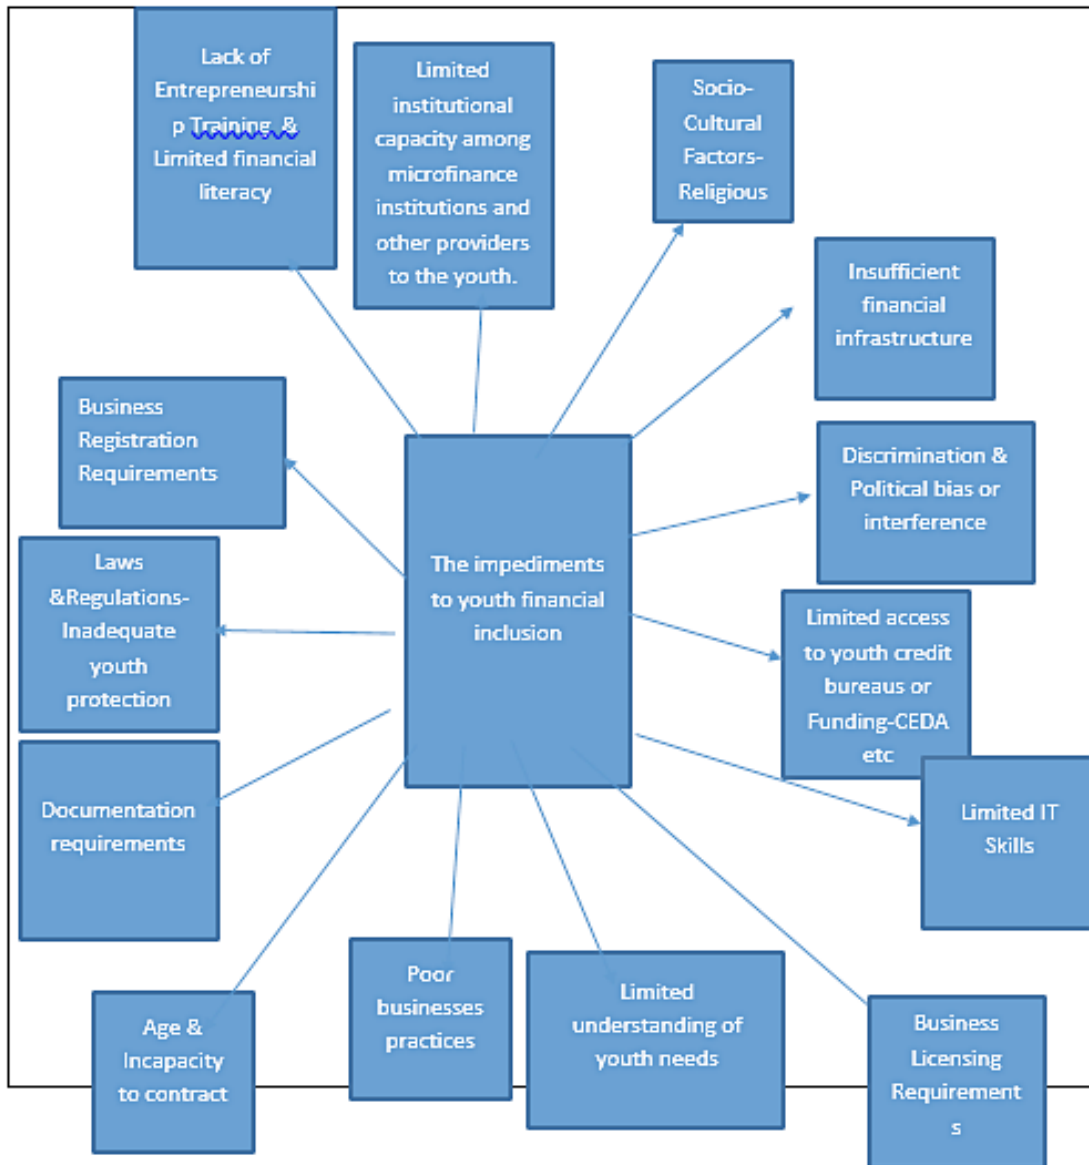 Lack of
Entrepreneurshi
p Training &
Limited financial
literacy
Limited
institutional
capacity among
microfinance
institutions and
other providers
to the youth.
Socio-
Cultural
Factors-
Religious
Insufficient
financial
infrastructure
Business
Registration
Requirements
Discrimination &
Political bias or
interference
The impediments
to youth financial
inclusion
Laws
&Regulations-
Inadequate
youth
protection
Limited access
to youth credit
bureaus or
Funding-CEDA
etc
Documentation
requirements
Limited IT
Skills
Age &
Incapacity
to contract
Poor
businesses
practices
Limited
understanding of
youth needs
Business
Licensing
Requirement
s